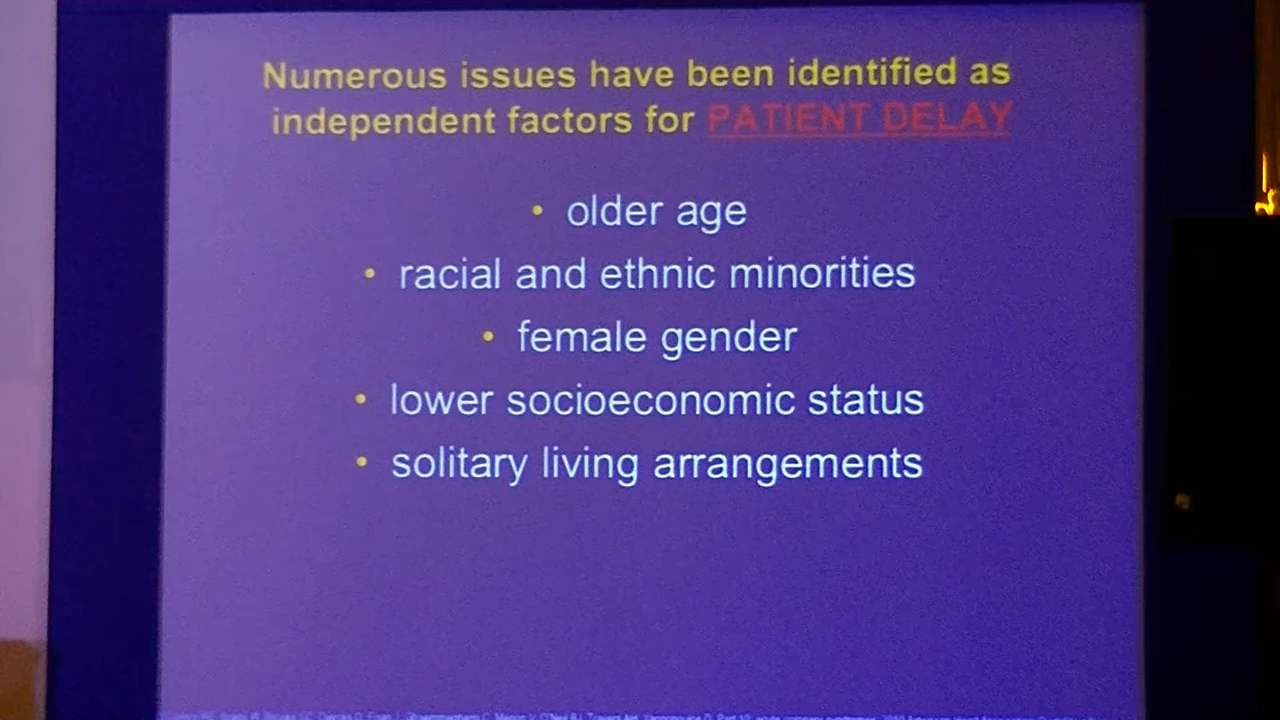 Numerous issues have been identified as
independent factors for PATIENT DELAY
• older age
• racial and ethnic minorities
• female gender
• lower socioeconomic status
• solitary living arrangements